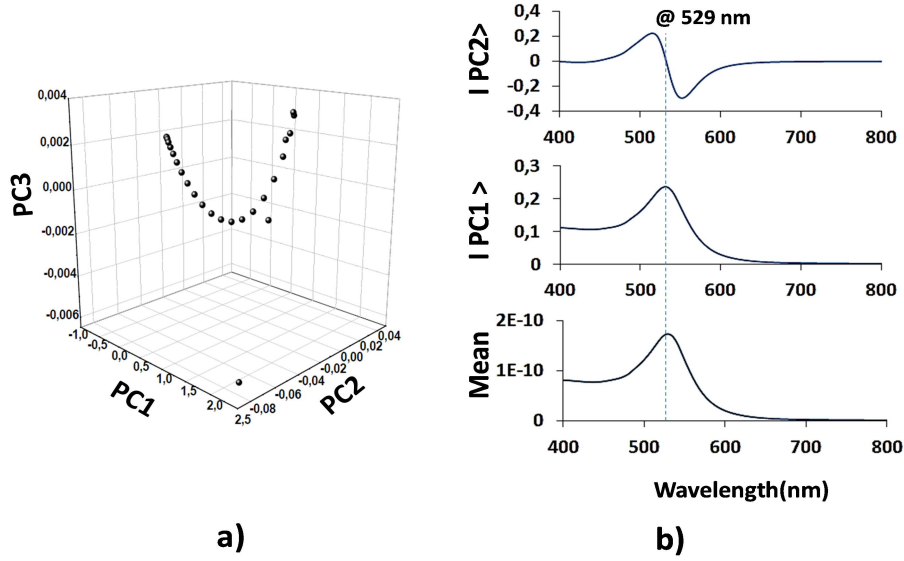 0,004
0,002
0,000
-0,002
-0,004
-0,006
PC3
-1,0
-0,5
0,0
0,5
1,0
1,5
2,0
2,5
PC1
-0,08
-0,06
-0,04
-0,02
0,00
0,02
0,04
PC2
a)
@ 529 nm
I PC2>
0,4
0,2
0
-0,2
-0,4
400 500 600 700 800
I PC1 >
0,3
0,2
0,1
0
400 500 600 700 800
Mean
2E-10
1E-10
0
400 500 600 700 800
Wavelength(nm)
b)